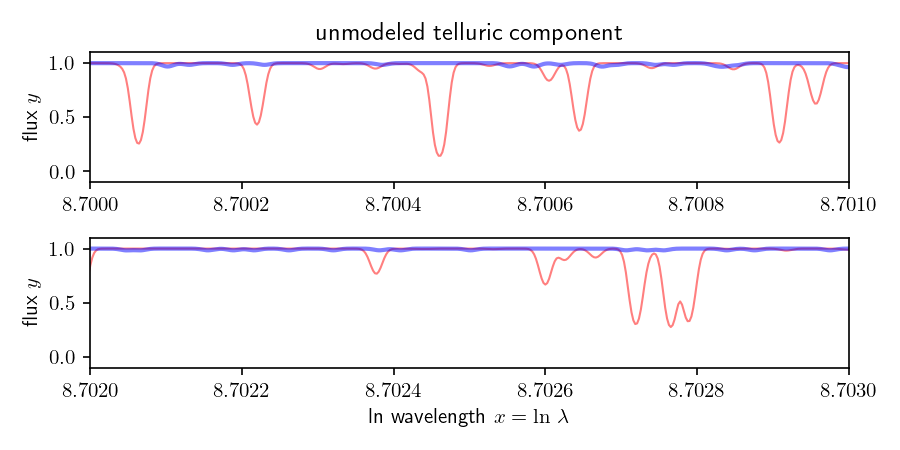 unmodeled telluric component
flux y
1.0
0.5
0.0
8.7000 8.7002 8.7004 8.7006 8.7008 8.7010
flux y
1.0
0.5
0.0
8.7020 8.7022 8.7024 8.7026 8.7028 8.7030
ln wavelength x = ln λ